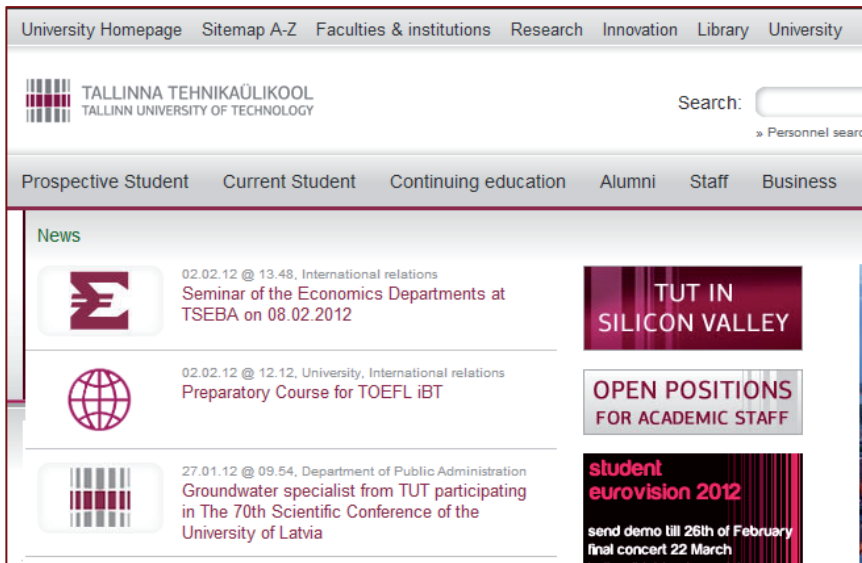 University Homepage Sitemap A-Z Faculties & institutions Research Innovation Library University
TALLINNA TEHNIKAÜLIKOOL
TALLINN UNIVERSITY OF TECHNOLOGY
Search:
» Personnel sear
Prospective Student Current Student Continuing education Alumni Staff Business
News
02.02.12 @ 13.48, International relations
Seminar of the Economics Departments at
TSEBA on 08.02.2012
02.02.12 @ 12.12, University, International relations
Preparatory Course for TOEFL iBT
27.01.12 @ 09.54, Department of Public Administration
Groundwater specialist from TUT participating
in The 70th Scientific Conference of the
University of Latvia
TUT IN
SILICON VALLEY
OPEN POSITIONS
FOR ACADEMIC STAFF
student
eurovision 2012
send demo till 26th of February
final concert 22 March